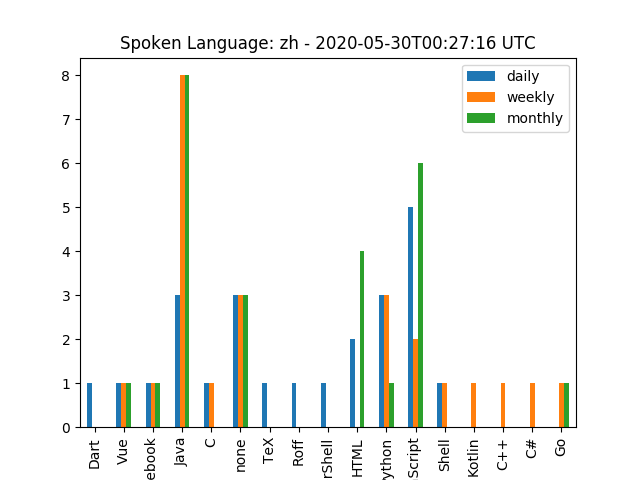 Spoken Language: zh - 2020-05-30T00:27:16 UTC
daily
weekly
monthly
8
7
6
5
4
3
2
1
0
Dart
Vue
ebook
Java
C
none
TeX
Roff
rShell
HTML
ython
Script
Shell
Kotlin
C++
C#
Go